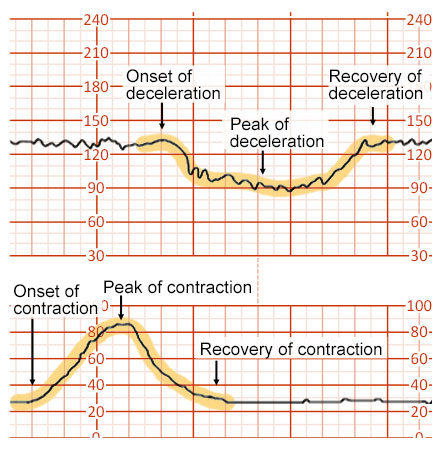 240 240
210 210
180 180
Onset of
deceleration
Recovery of
deceleration
150 150
Peak of
deceleration
120 120
90 90
60 60
30 30
Onset of
contraction
Peak of contraction
0 100
80 80
Recovery of contraction
60 60
40 40
20 20
0 0